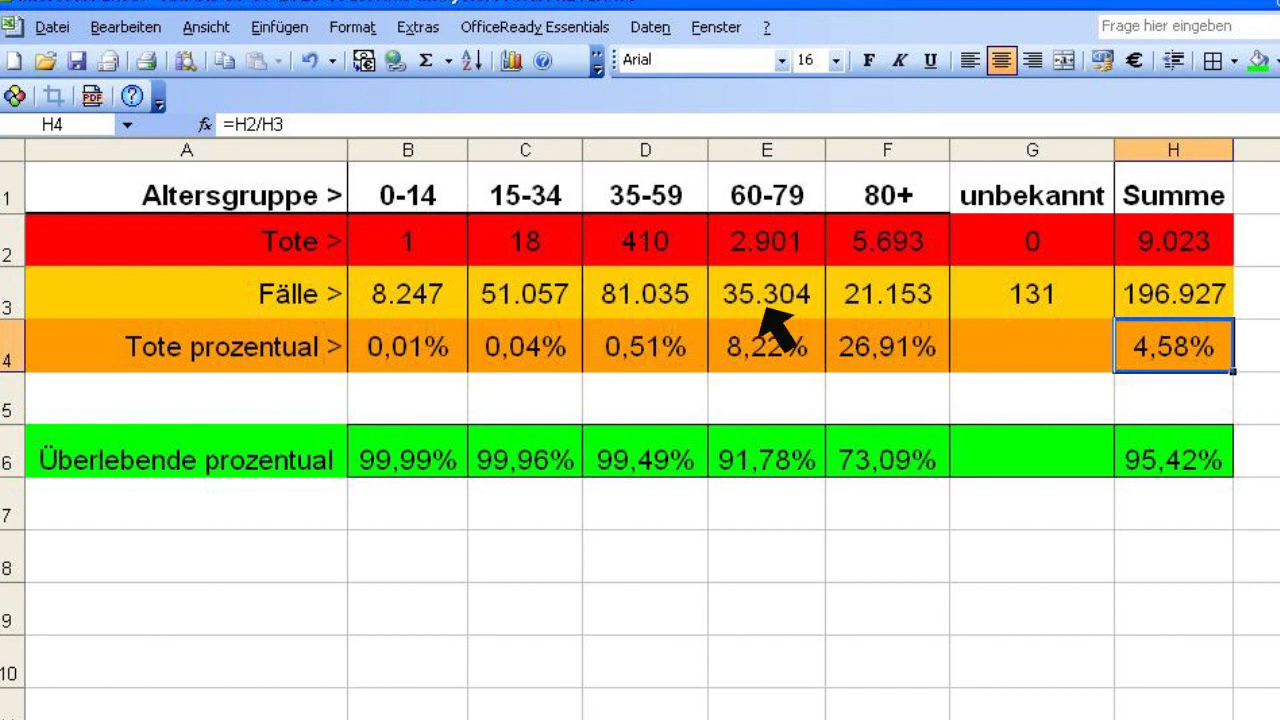 Datei Bearbeiten Ansicht Einfügen Format Extras OfficeReady Essentials Daten Fenster ? Frage hier eingeben
Arial 16 F K U €
PDF
H4 fx =H2/H3
A B C D E F G H
1 Altersgruppe > 0-14 15-34 35-59 60-79 80+ unbekannt Summe
2 Tote > 1 18 410 2.901 5.693 0 9.023
3 Fälle > 8.247 51.057 81.035 35.304 21.153 131 196.927
4 Tote prozentual > 0,01% 0,04% 0,51% 8,22% 26,91% 4,58%
5
6 Überlebende prozentual 99,99% 99,96% 99,49% 91,78% 73,09% 95,42%
7
8
9
10